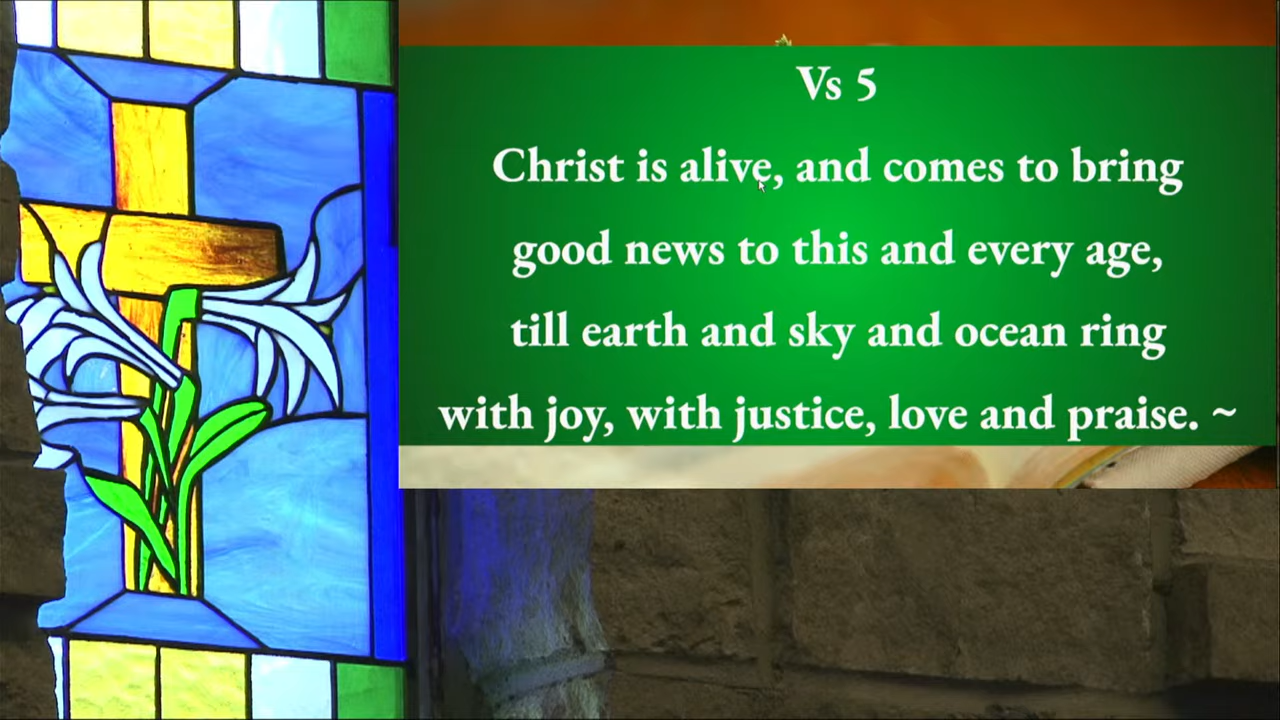 Vs 5
Christ is alive, and comes to bring
good news to this and every age,
till earth and sky and ocean ring
with joy, with justice, love and praise. ~